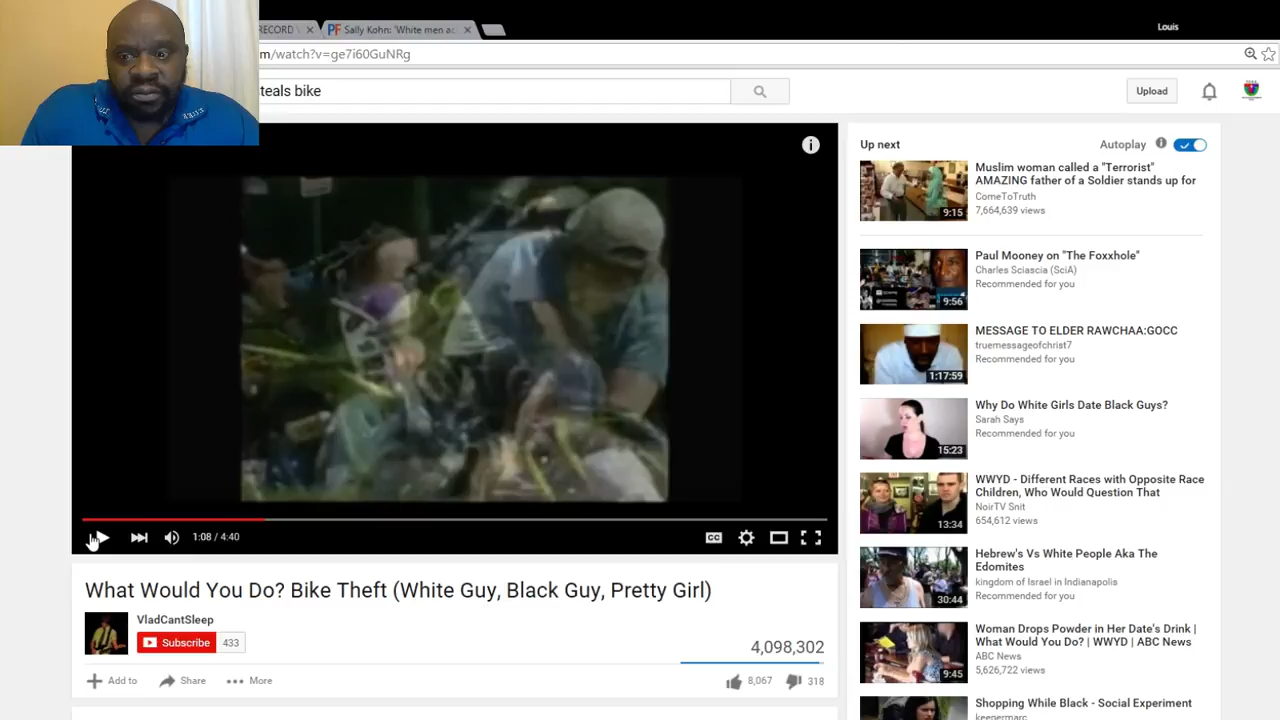 RECORD
PF Sally Kohn: 'White men ac
Louis
m/watch?v=ge7i60GuNRg
teals bike
Upload
Up next
Autoplay
Muslim woman called a "Terrorist"
AMAZING father of a Soldier stands up for
ComeToTruth
7,664,639 views
9:15
Paul Mooney on "The Foxxhole"
Charles Sciascia (SciA)
Recommended for you
9:56
MESSAGE TO ELDER RAWCHAA:GOCC
truemessageofchrist7
Recommended for you
1:17:59
Why Do White Girls Date Black Guys?
Sarah Says
Recommended for you
15:23
WWYD - Different Races with Opposite Race
Children, Who Would Question That
NoirTV Snit
654,612 views
13:34
Hebrew's Vs White People Aka The
Edomites
kingdom of Israel in Indianapolis
Recommended for you
30:44
Woman Drops Powder in Her Date's Drink |
What Would You Do? | WWYD | ABC News
ABC News
5,626,722 views
9:45
Shopping While Black - Social Experiment
keepermarc
1:08 / 4:40
CC
What Would You Do? Bike Theft (White Guy, Black Guy, Pretty Girl)
VladCantSleep
Subscribe 433
4,098,302
Add to
Share
More
8,067
318